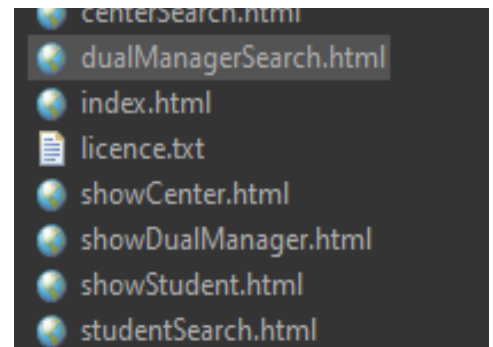 centerSearch.html
dualManagerSearch.html
index.html
licence.txt
showCenter.html
showDualManager.html
showStudent.html
studentSearch.html